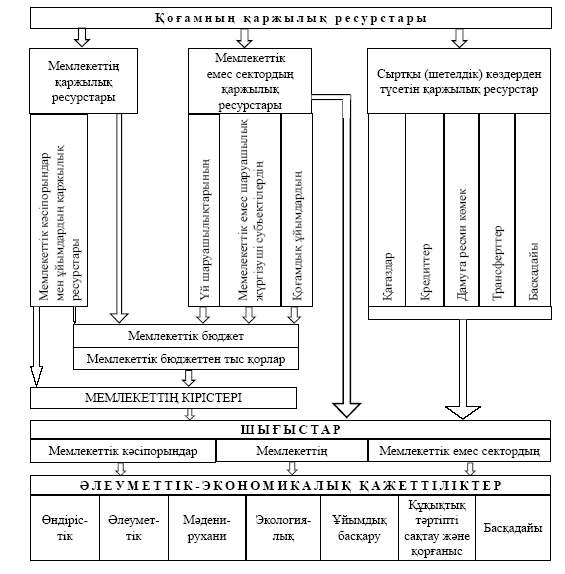 Қоғамның қаржылық ресурстары
Мемлекеттің
қаржылық
ресурстары
Мемлекеттік
емес сектордың
қаржылық
ресурстары
Сыртқы (шетелдік) көздерден
түсетін қаржылық ресурстар
Мемлекеттік кәсіпорындар
мен ұйымдардың қаржылық
ресурстары
Үй шаруашылықтарының
Мемелекеттік емес шаруашылық
жүргізуші субъектілердің
Қоғамдық ұйымдардың
Қағаздар
Кредиттер
Дамуға ресми көмек
Трансферттер
Басқадайы
Мемлекеттік бюджет
Мемлекеттік бюджеттен тыс қорлар
МЕМЛЕКЕТТІҢ КІРІСТЕРІ
ШЫҒЫСТАР
Мемлекеттік кәсіпорындар
Мемлекеттің
Мемлекеттік емес сектордың
ӘЛЕУМЕТТІК-ЭКОНОМИКАЛЫҚ ҚАЖЕТТІЛІКТЕР
Өндіріс-
тік
Әлеумет-
тік
Мәдени-
рухани
Экология-
лық
Ұйымдық
басқару
Құқықтық
тәртіпті
сақтау және
қорғаныс
Басқадайы